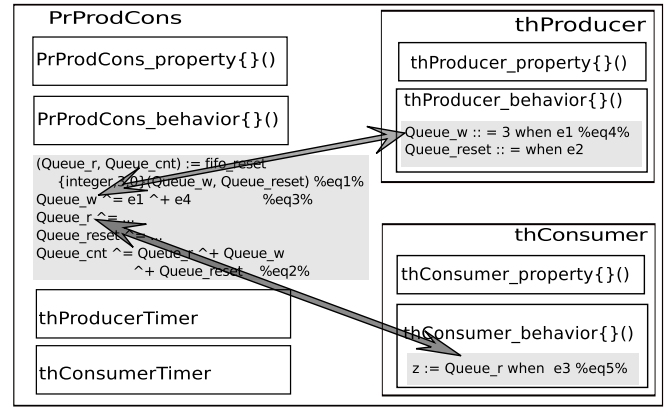 PrProdCons
PrProdCons_property{}()
PrProdCons_behavior{}()
(Queue_r, Queue_cnt) := fifo_reset
{integer,3,0}(Queue_w, Queue_reset) %eq1%
Queue_w ^= e1 ^+ e4 %eq3%
Queue_r ^= ...
Queue_reset ^= ...
Queue_cnt ^= Queue_r ^+ Queue_w
^+ Queue_reset %eq2%
thProducerTimer
thConsumerTimer
thProducer
thProducer_property{}()
thProducer_behavior{}()
Queue_w :: = 3 when e1 %eq4%
Queue_reset :: = when e2
thConsumer
thConsumer_property{}()
thConsumer_behavior{}()
z := Queue_r when e3 %eq5%